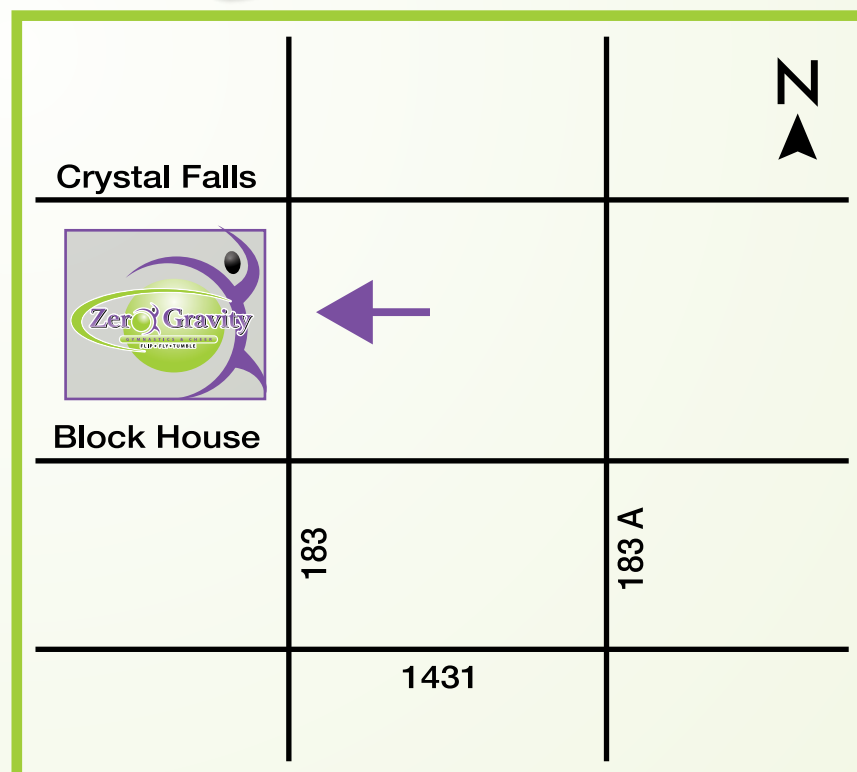 N
Crystal Falls
Zero Gravity
GYMNASTICS & CHEER
FLIP • FLY • TUMBLE
Block House
183
183 A
1431